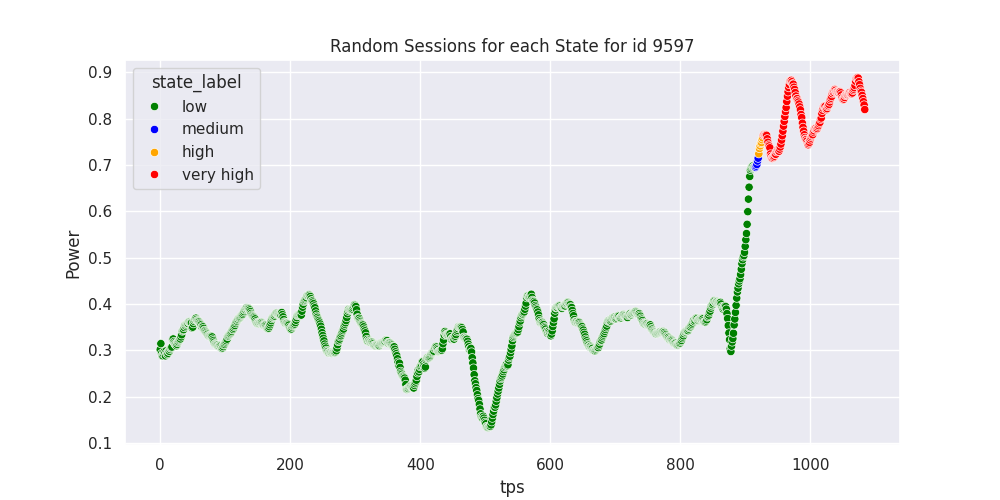 Random Sessions for each State for id 9597
state_label
low
medium
high
very high
Power
0.9
0.8
0.7
0.6
0.5
0.4
0.3
0.2
0.1
0 200 400 600 800 1000
tps